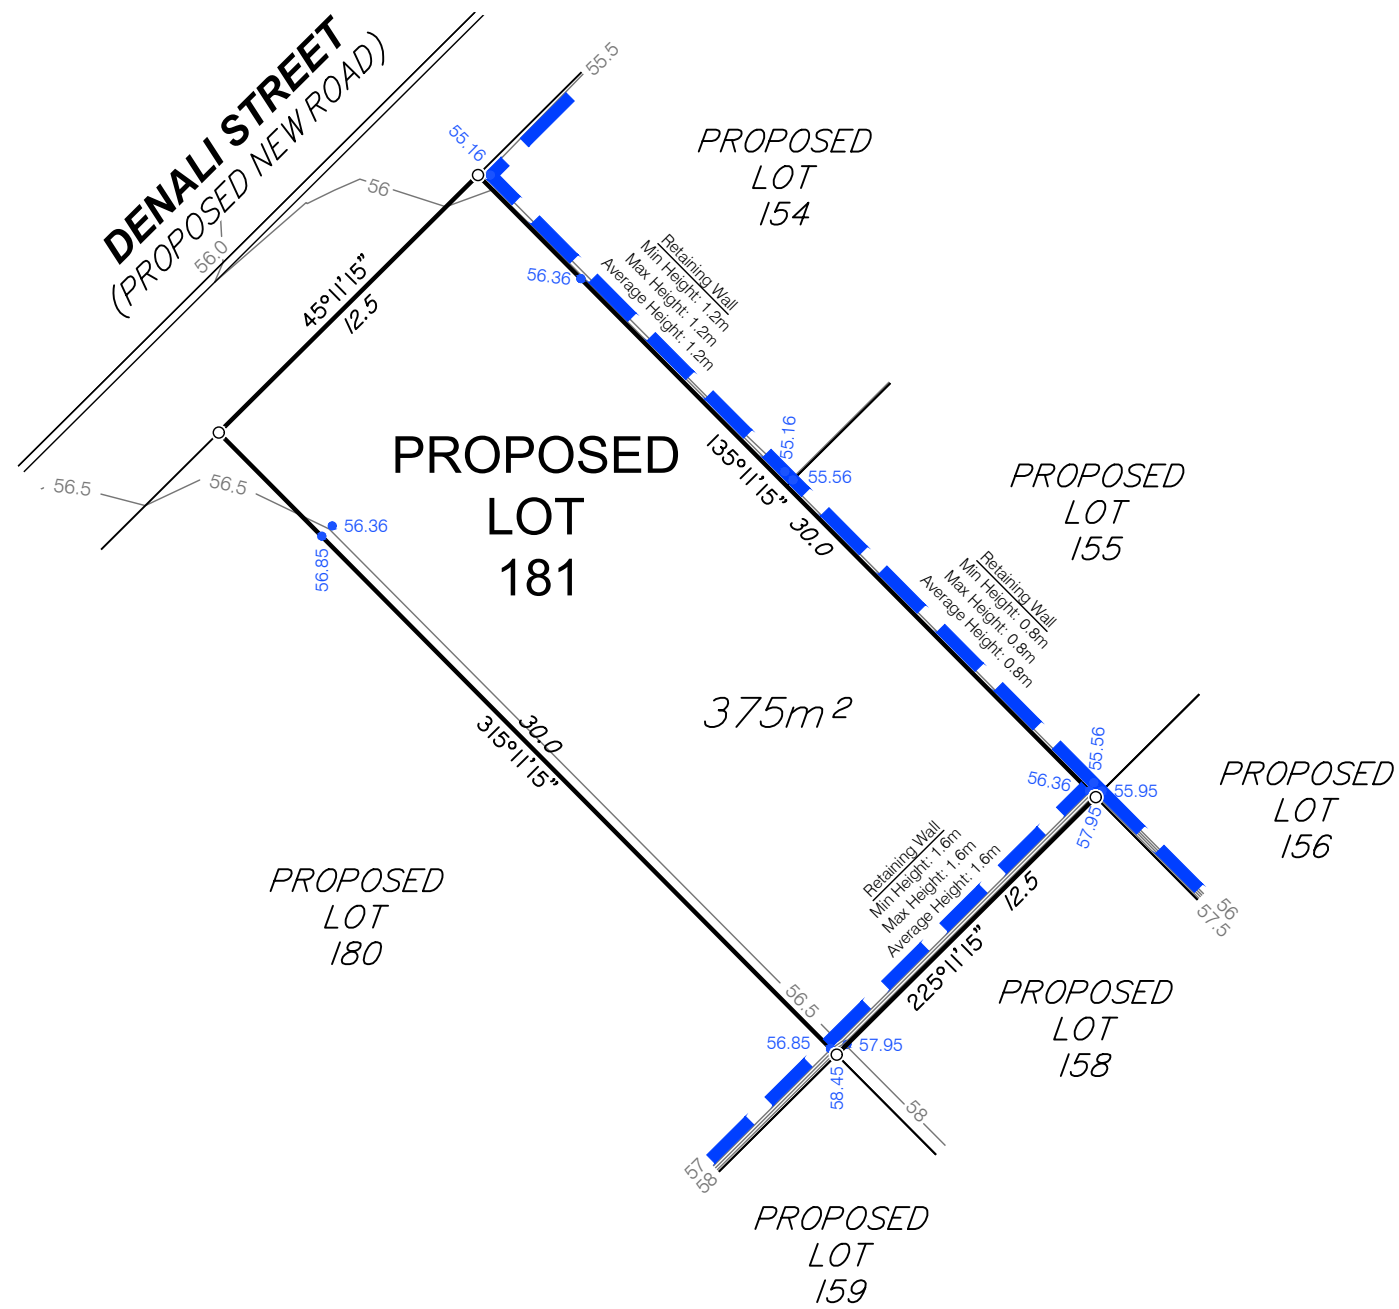 DENALI STREET
(PROPOSED NEW ROAD)
55.5
55.16
56
56.0
PROPOSED
LOT
154
45°11'15"
12.5
56.36
Retaining Wall
Min Height: 1.2m
Max Height: 1.2m
Average Height: 1.2m
PROPOSED
LOT
181
55.16
55.56
135°11'15"
30.0
PROPOSED
LOT
155
56.5
56.5
56.36
56.85
Retaining Wall
Min Height: 0.8m
Max Height: 0.8m
Average Height: 0.8m
375m²
30.0
315°11'15"
55.56
56.36
55.95
57.95
PROPOSED
LOT
156
Retaining Wall
Min Height: 1.6m
Max Height: 1.6m
Average Height: 1.6m
12.5
225°11'15"
56
57.5
PROPOSED
LOT
180
56.5
56.85
57.95
58.45
58
PROPOSED
LOT
158
57
58
PROPOSED
LOT
159